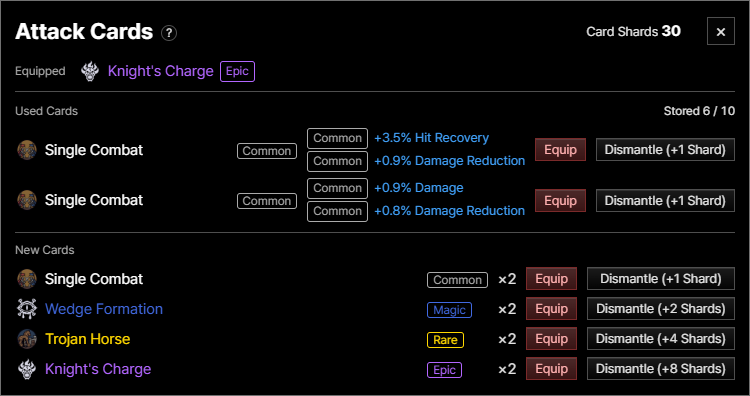 Attack Cards ? Card Shards 30 ×
Equipped Knight's Charge Epic
Used Cards Stored 6 / 10
Single Combat Common Common +3.5% Hit Recovery Equip Dismantle (+1 Shard)
Common +0.9% Damage Reduction
Single Combat Common Common +0.9% Damage Equip Dismantle (+1 Shard)
Common +0.8% Damage Reduction
New Cards
Single Combat Common ×2 Equip Dismantle (+1 Shard)
Wedge Formation Magic ×2 Equip Dismantle (+2 Shards)
Trojan Horse Rare ×2 Equip Dismantle (+4 Shards)
Knight's Charge Epic ×2 Equip Dismantle (+8 Shards)